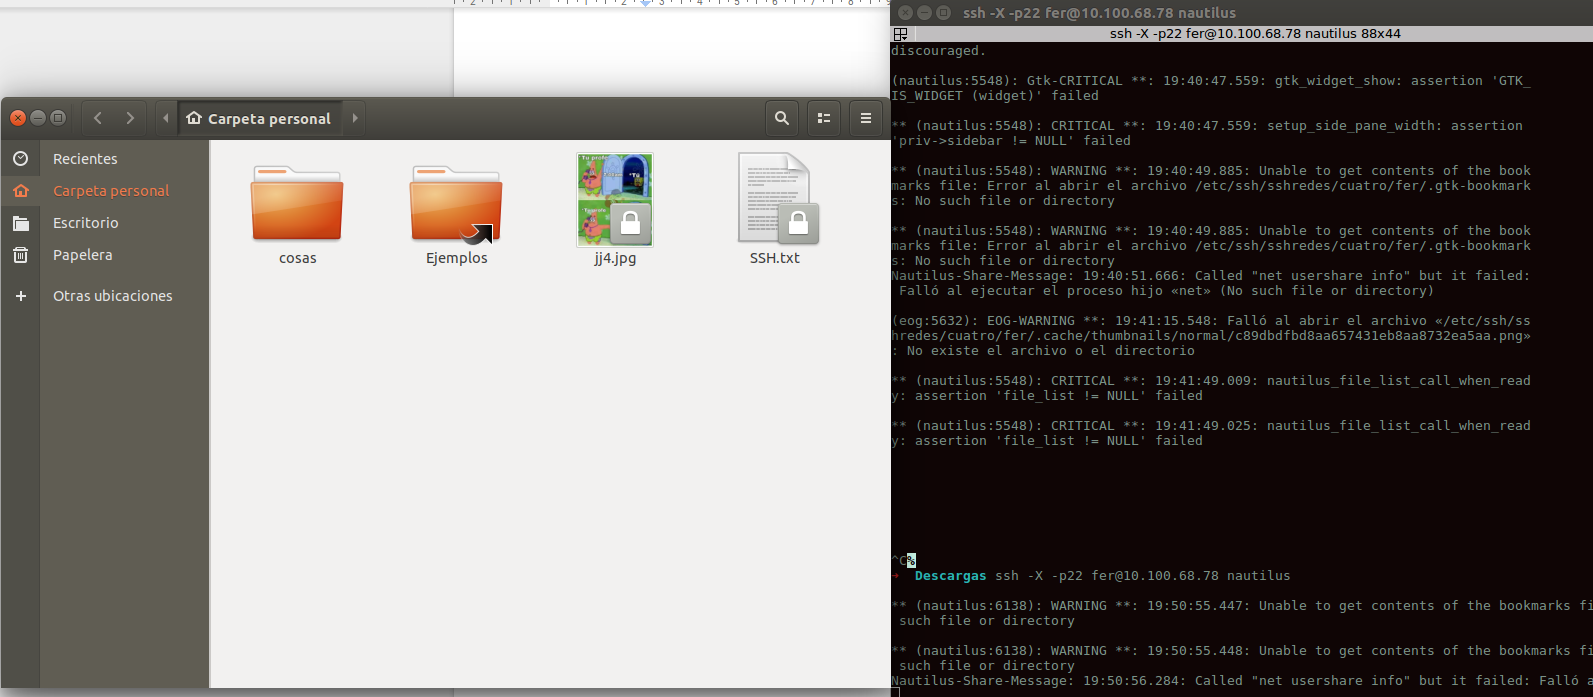 2 1 1 2 3 4 5 6 7 8 9
Carpeta personal
Recientes
Carpeta personal
Escritorio
Papelera
Otras ubicaciones
cosas
Ejemplos
jj4.jpg
SSH.txt
ssh -X -p22 fer@10.100.68.78 nautilus
ssh -X -p22 fer@10.100.68.78 nautilus 88x44
discouraged.
(nautilus:5548): Gtk-CRITICAL **: 19:40:47.559: gtk_widget_show: assertion 'GTK_
IS_WIDGET (widget)' failed
** (nautilus:5548): CRITICAL **: 19:40:47.559: setup_side_pane_width: assertion
'priv->sidebar != NULL' failed
** (nautilus:5548): WARNING **: 19:40:49.885: Unable to get contents of the book
marks file: Error al abrir el archivo /etc/ssh/sshredes/cuatro/fer/.gtk-bookmark
s: No such file or directory
** (nautilus:5548): WARNING **: 19:40:49.885: Unable to get contents of the book
marks file: Error al abrir el archivo /etc/ssh/sshredes/cuatro/fer/.gtk-bookmark
s: No such file or directory
Nautilus-Share-Message: 19:40:51.666: Called "net usershare info" but it failed:
Falló al ejecutar el proceso hijo «net» (No such file or directory)
(eog:5632): EOG-WARNING **: 19:41:15.548: Falló al abrir el archivo «/etc/ssh/ss
hredes/cuatro/fer/.cache/thumbnails/normal/c89dbdfbd8aa657431eb8aa8732ea5aa.png»
: No existe el archivo o el directorio
** (nautilus:5548): CRITICAL **: 19:41:49.009: nautilus_file_list_call_when_read
y: assertion 'file_list != NULL' failed
** (nautilus:5548): CRITICAL **: 19:41:49.025: nautilus_file_list_call_when_read
y: assertion 'file_list != NULL' failed
^C%
→ Descargas ssh -X -p22 fer@10.100.68.78 nautilus
** (nautilus:6138): WARNING **: 19:50:55.447: Unable to get contents of the bookmarks fi
such file or directory
** (nautilus:6138): WARNING **: 19:50:55.448: Unable to get contents of the bookmarks fi
such file or directory
Nautilus-Share-Message: 19:50:56.284: Called "net usershare info" but it failed: Falló a